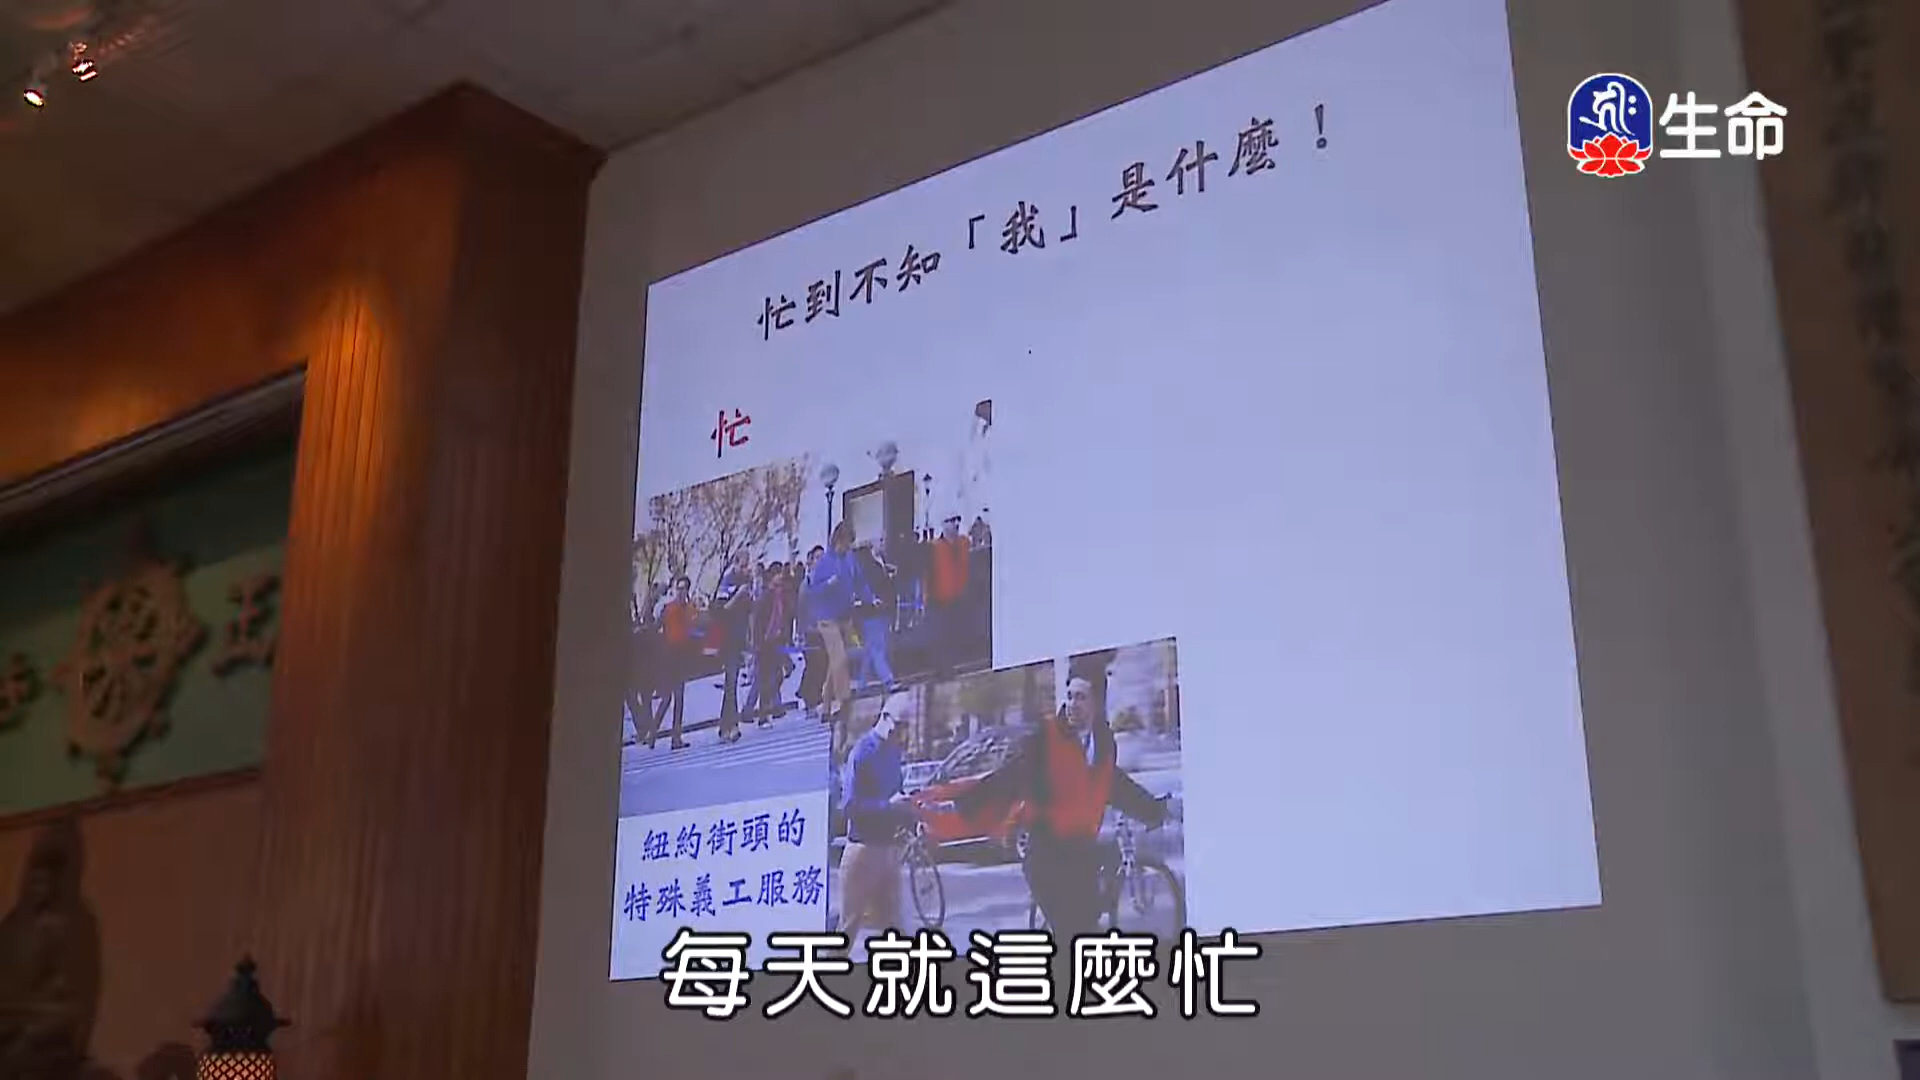 生命
忙到不知「我」是什麼！
忙
紐約街頭的
特殊義工服務
每天就這麼忙